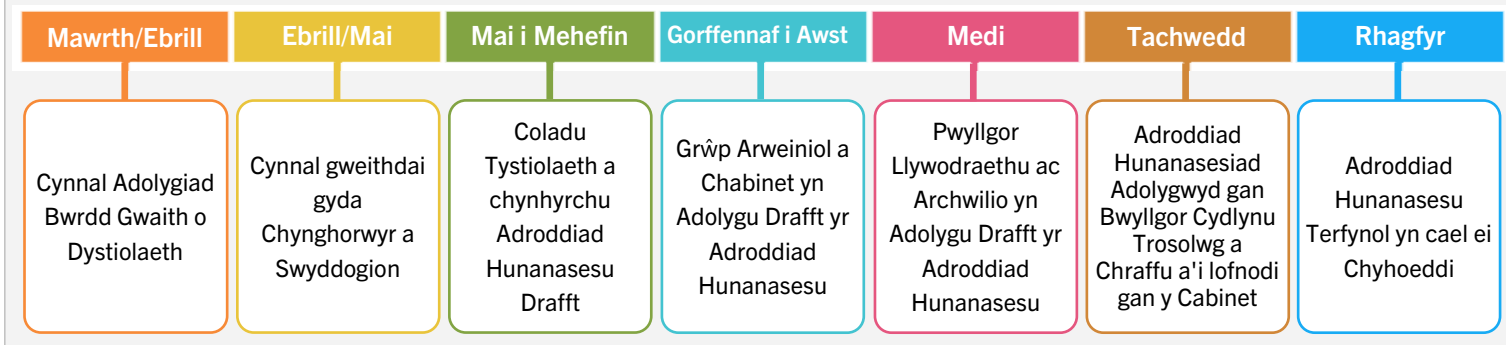 Mawrth/Ebrill
Cynnal Adolygiad
Bwrdd Gwaith o
Dystiolaeth
Ebrill/Mai
Cynnal gweithdai
gyda
Chynghorwyr a
Swyddogion
Mai i Mehefin
Coladu
Tystiolaeth a
chynhyrchu
Adroddiad
Hunanasesu
Drafft
Gorffennaf i Awst
Grŵp Arweiniol a
Chabinet yn
Adolygu Drafft yr
Adroddiad
Hunanasesu
Medi
Pwyllgor
Llywodraethu ac
Archwilio yn
Adolygu Drafft yr
Adroddiad
Hunanasesu
Tachwedd
Adroddiad
Hunanasesiad
Adolygwyd gan
Bwyllgor Cydlynu
Trosolwg a
Chraffu a'i lofnodi
gan y Cabinet
Rhagfyr
Adroddiad
Hunanasesu
Terfynol yn cael ei
Chyhoeddi